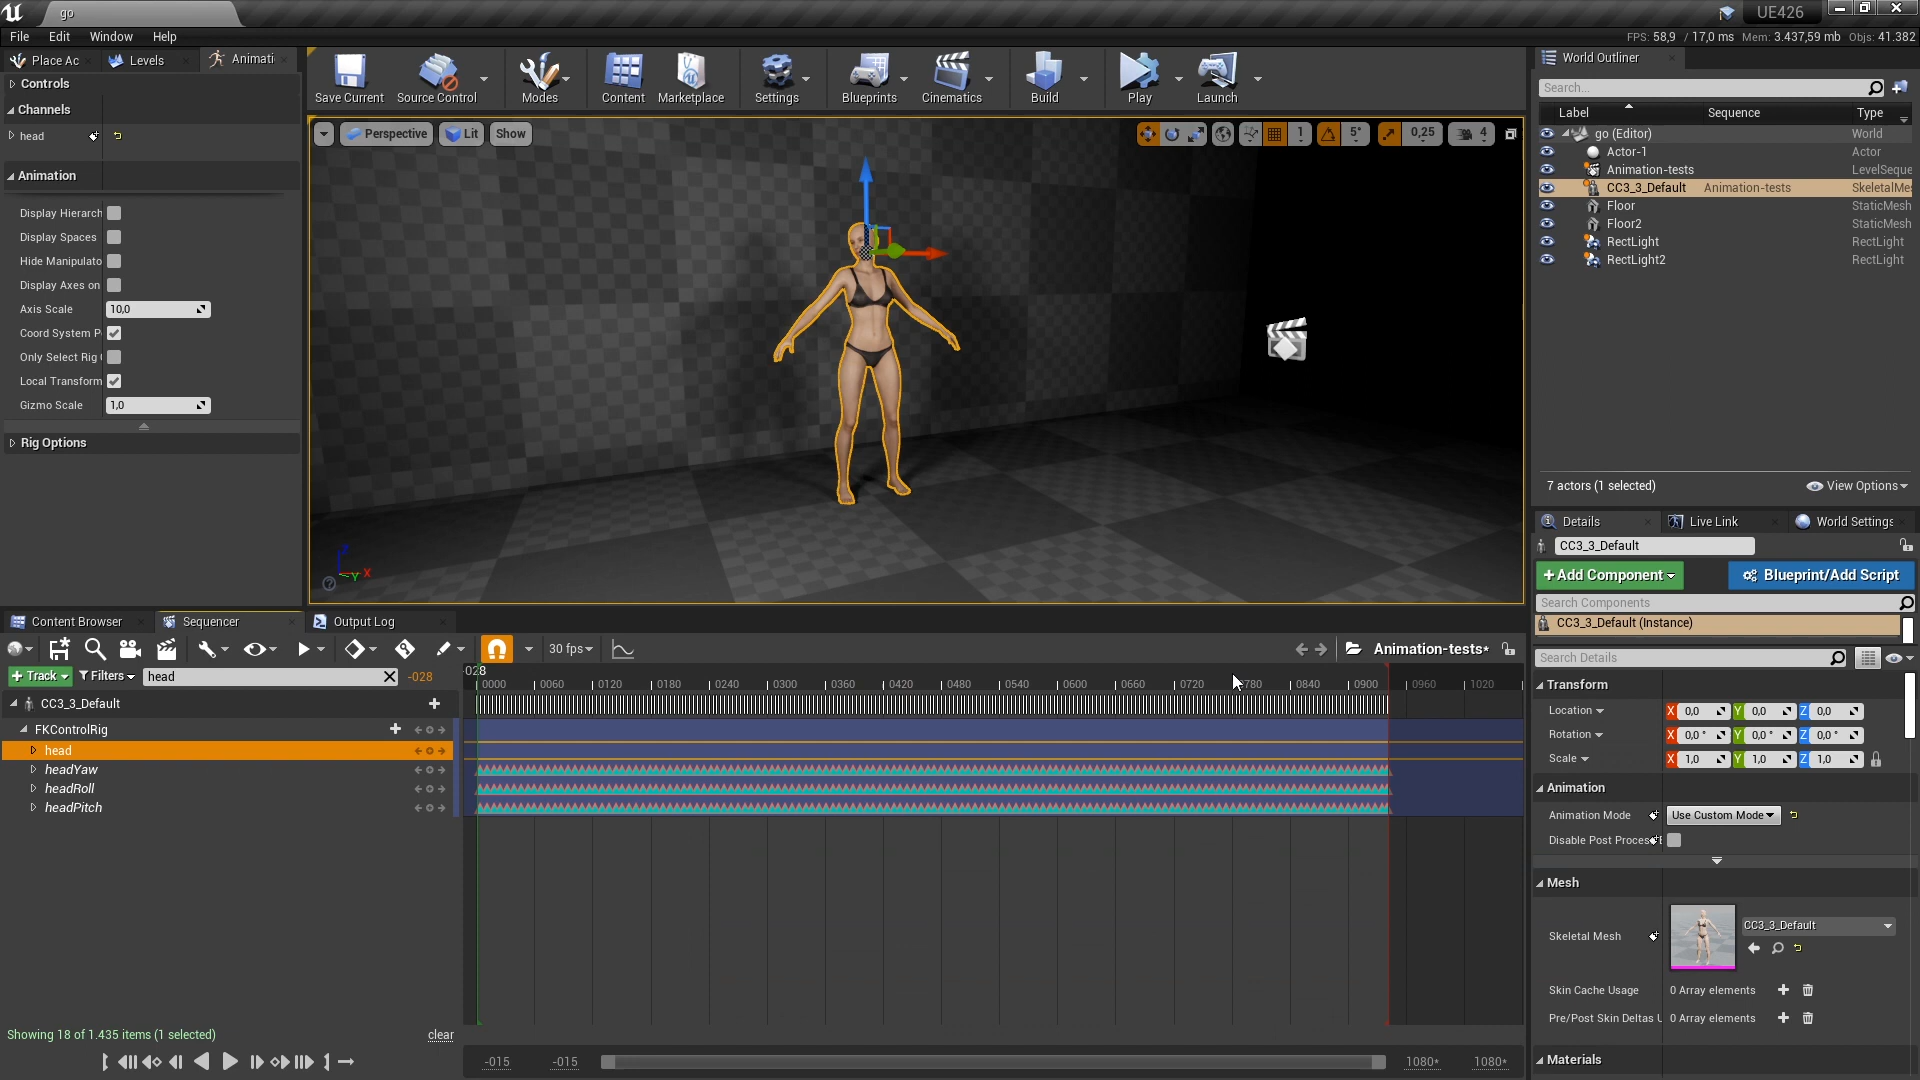 go
UE426
File Edit Window Help
FPS: 58,9 / 17,0 ms Mem: 3.437,59 mb Objs: 41.382
Place Ac
Levels
Animati
Controls
Channels
head
Animation
Display Hierarch
Display Spaces
Hide Manipulato
Display Axes on
Axis Scale 10,0
Coord System P
Only Select Rig
Local Transform
Gizmo Scale 1,0
Rig Options
Save Current
Source Control
Modes
Content
Marketplace
Settings
Blueprints
Cinematics
Build
Play
Launch
Perspective Lit Show
1 5° 0,25 4
X
Y
World Outliner
Search...
Label Sequence Type
go (Editor) World
Actor-1 Actor
Animation-tests LevelSeque
CC3_3_Default Animation-tests SkeletalMe
Floor StaticMesh
Floor2 StaticMesh
RectLight RectLight
RectLight2 RectLight
7 actors (1 selected) View Options
Details Live Link World Settings
CC3_3_Default
+Add Component
Blueprint/Add Script
Search Components
CC3_3_Default (Instance)
Search Details
Transform
Location X 0,0 Y 0,0 Z 0,0
Rotation X 0,0 ° Y 0,0 ° Z 0,0 °
Scale X 1,0 Y 1,0 Z 1,0
Animation
Animation Mode Use Custom Mode
Disable Post Process
Mesh
Skeletal Mesh CC3_3_Default
Skin Cache Usage 0 Array elements
Pre/Post Skin Deltas U 0 Array elements
Materials
Content Browser Sequencer Output Log
30 fps
Animation-tests*
+ Track Filters head -028
028
0000 0060 0120 0180 0240 0300 0360 0420 0480 0540 0600 0660 0720 780 0840 0900 0960 1020
CC3_3_Default
FKControlRig
head
headYaw
headRoll
headPitch
Showing 18 of 1.435 items (1 selected) clear
-015 -015 1080* 1080*